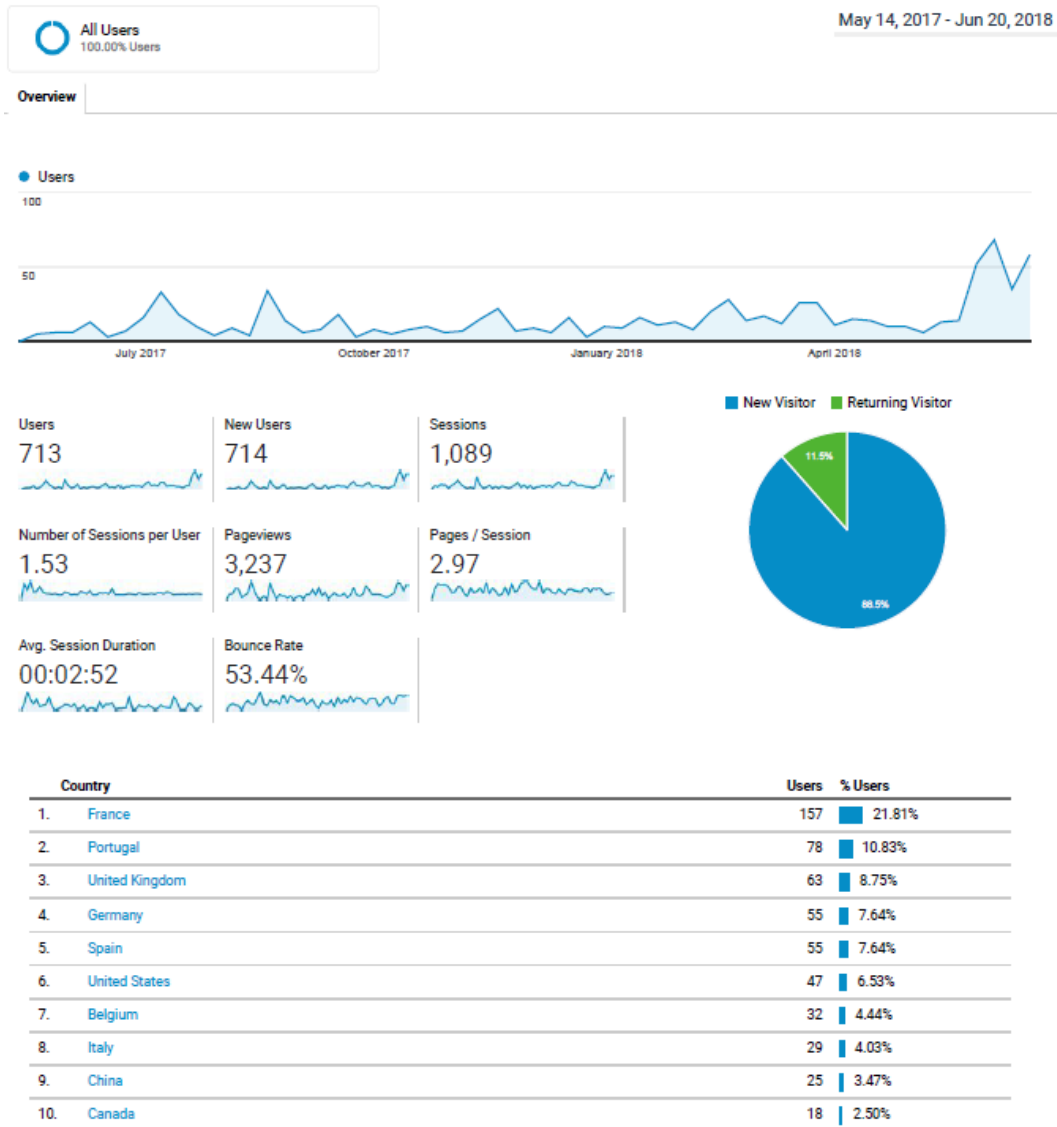 All Users
100.00% Users
May 14, 2017 - Jun 20, 2018
Overview
Users
100
50
July 2017
October 2017
January 2018
April 2018
New Visitor
Returning Visitor
11.5%
88.5%
Users
New Users
Sessions
713
714
1,089
Number of Sessions per User
Pageviews
Pages / Session
1.53
3,237
2.97
Avg. Session Duration
Bounce Rate
00:02:52
53.44%
Country Users % Users
1. France 157 21.81%
2. Portugal 78 10.83%
3. United Kingdom 63 8.75%
4. Germany 55 7.64%
5. Spain 55 7.64%
6. United States 47 6.53%
7. Belgium 32 4.44%
8. Italy 29 4.03%
9. China 25 3.47%
10. Canada 18 2.50%